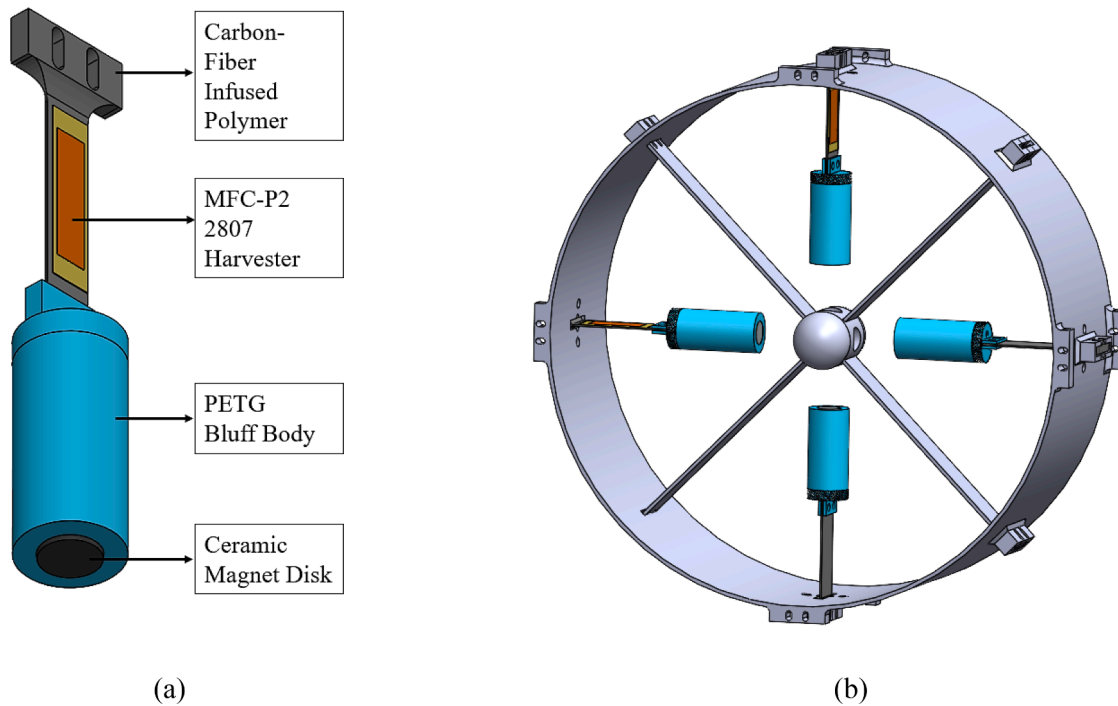 Carbon-
Fiber
Infused
Polymer
MFC-P2
2807
Harvester
PETG
Bluff Body
Ceramic
Magnet Disk
(a)
(b)